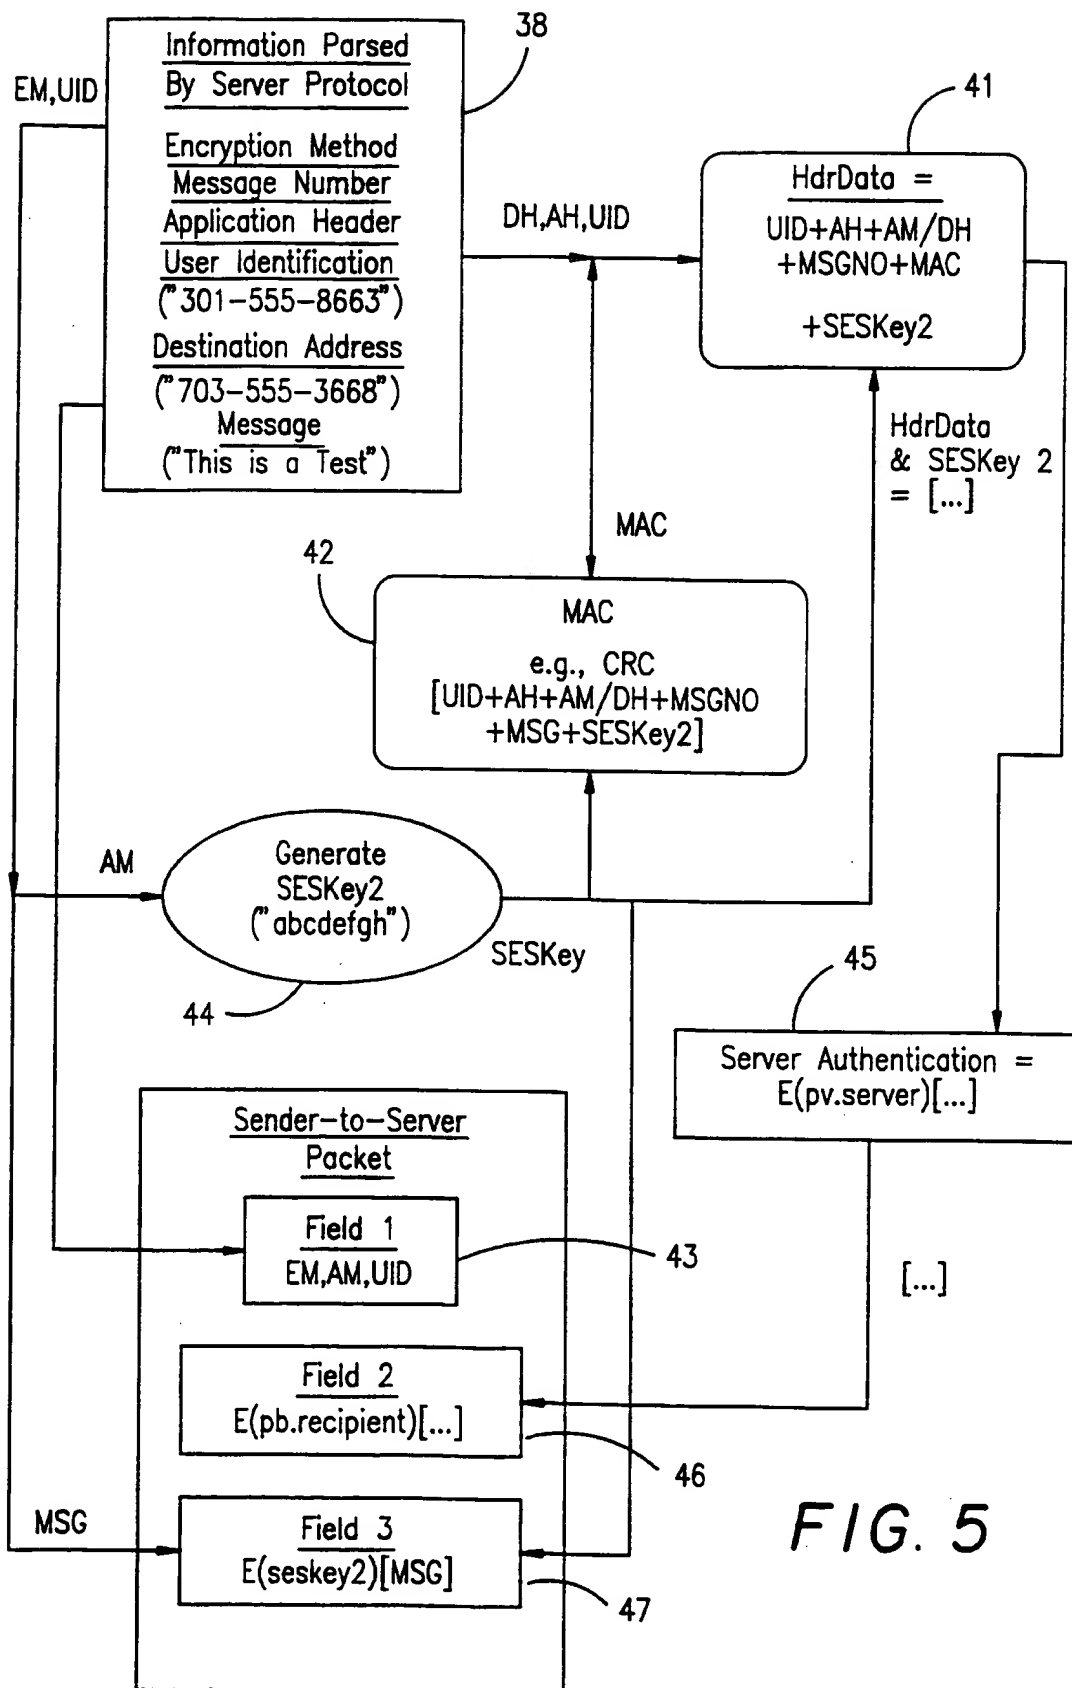 38
Information Parsed
By Server Protocol
EM,UID
Encryption Method
Message Number
Application Header
User Identification
("301-555-8663")
Destination Address
("703-555-3668")
Message
("This is a Test")
DH,AH,UID
41
HdrData =
UID+AH+AM/DH
+MSGNO+MAC
+SESKey2
HdrData
& SESKey 2
= [...]
MAC
42
MAC
e.g., CRC
[UID+AH+AM/DH+MSGNO
+MSG+SESKey2]
AM
Generate
SESKey2
("abcdefgh")
SESKey
44
45
Server Authentication =
E(pv.server)[...]
Sender-to-Server
Packet
Field 1
EM,AM,UID
43
[...]
Field 2
E(pb.recipient)[...]
46
MSG
Field 3
E(seskey2)[MSG]
47
FIG. 5